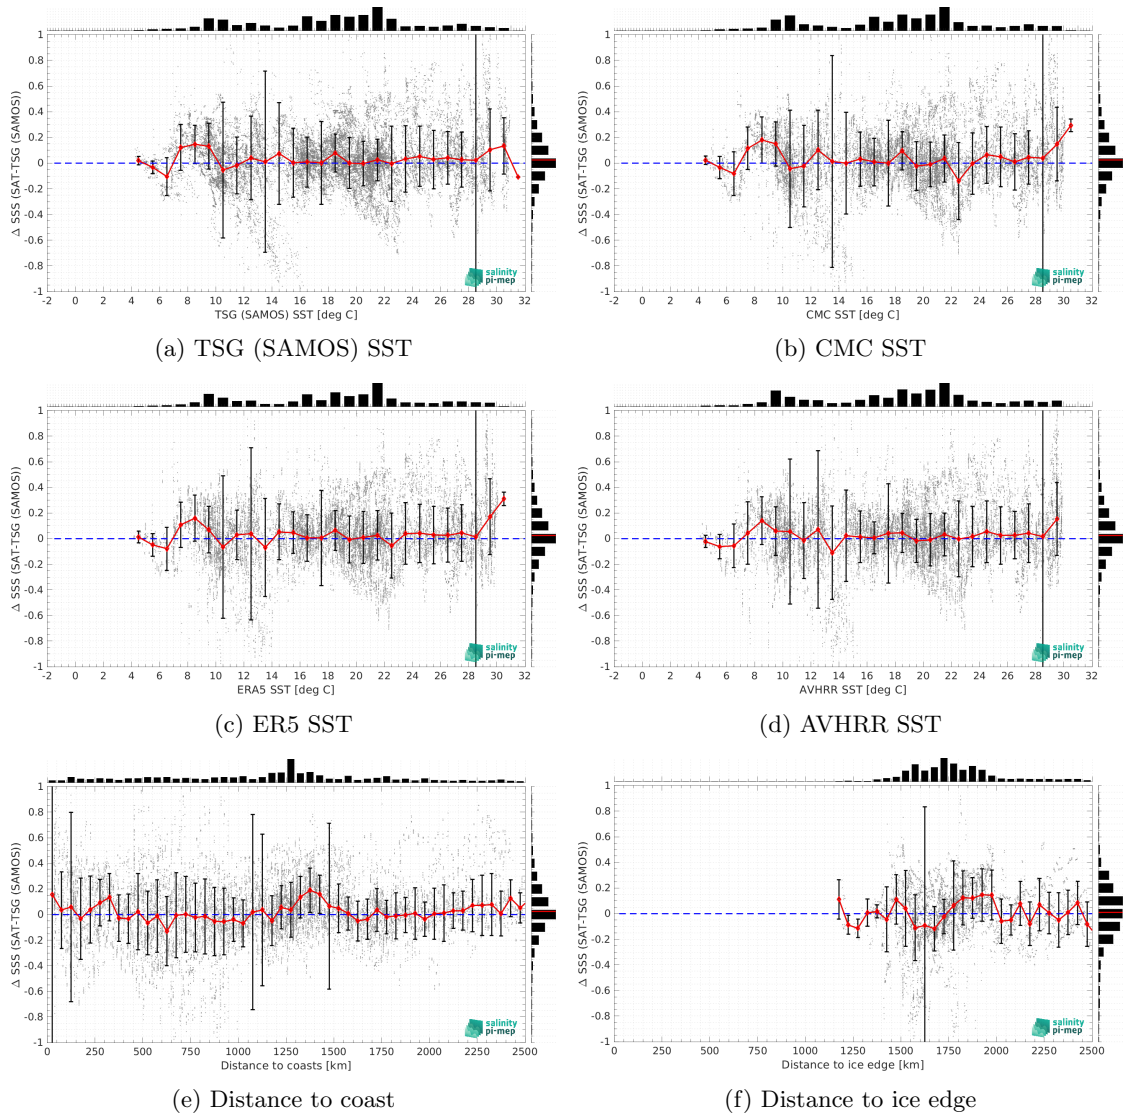 1
0.8
0.6
0.4
0.2
0
-0.2
-0.4
-0.6
-0.8
-1
Δ SSS (SAT-TSG (SAMOS))
salinity
pi-mep
-2 0 2 4 6 8 10 12 14 16 18 20 22 24 26 28 30 32
TSG (SAMOS) SST [deg C]
(a) TSG (SAMOS) SST
1
0.8
0.6
0.4
0.2
0
-0.2
-0.4
-0.6
-0.8
-1
Δ SSS (SAT-TSG (SAMOS))
salinity
pi-mep
-2 0 2 4 6 8 10 12 14 16 18 20 22 24 26 28 30 32
CMC SST [deg C]
(b) CMC SST
1
0.8
0.6
0.4
0.2
0
-0.2
-0.4
-0.6
-0.8
-1
Δ SSS (SAT-TSG (SAMOS))
salinity
pi-mep
-2 0 2 4 6 8 10 12 14 16 18 20 22 24 26 28 30 32
ERA5 SST [deg C]
(c) ER5 SST
1
0.8
0.6
0.4
0.2
0
-0.2
-0.4
-0.6
-0.8
-1
Δ SSS (SAT-TSG (SAMOS))
salinity
pi-mep
-2 0 2 4 6 8 10 12 14 16 18 20 22 24 26 28 30 32
AVHRR SST [deg C]
(d) AVHRR SST
1
0.8
0.6
0.4
0.2
0
-0.2
-0.4
-0.6
-0.8
-1
Δ SSS (SAT-TSG (SAMOS))
salinity
pi-mep
0 250 500 750 1000 1250 1500 1750 2000 2250 2500
Distance to coasts [km]
(e) Distance to coast
1
0.8
0.6
0.4
0.2
0
-0.2
-0.4
-0.6
-0.8
-1
Δ SSS (SAT-TSG (SAMOS))
salinity
pi-mep
0 250 500 750 1000 1250 1500 1750 2000 2250 2500
Distance to ice edge [km]
(f) Distance to ice edge